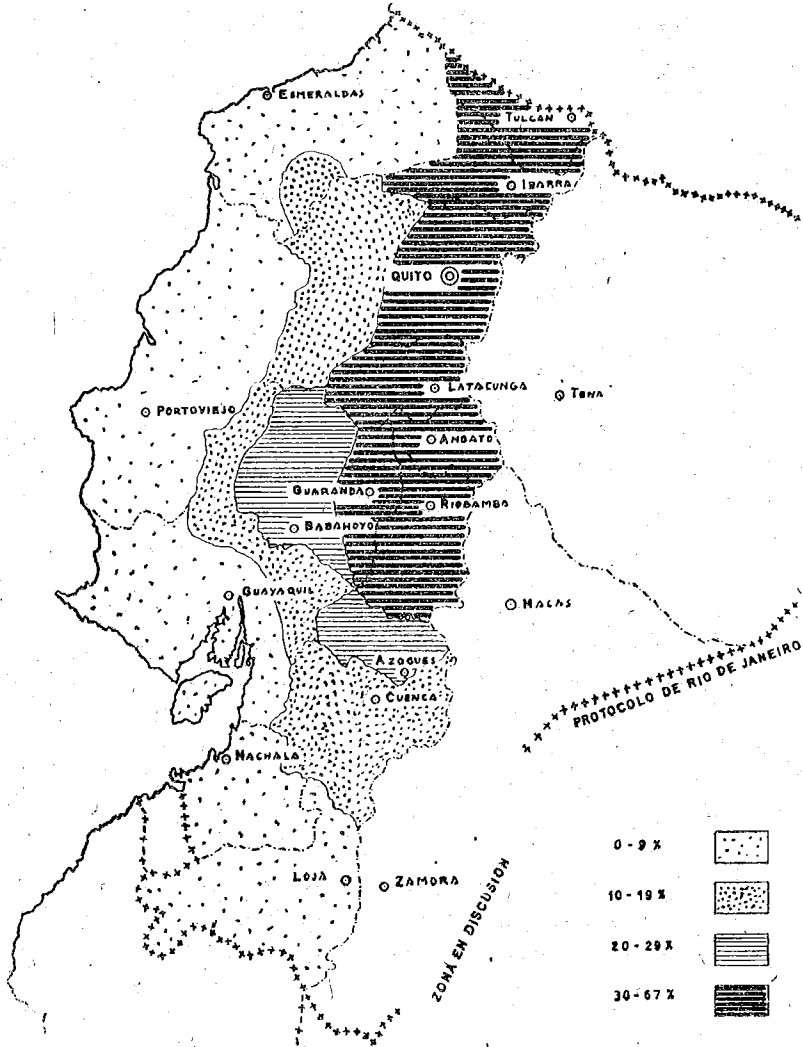 ESMERALDAS
TULCAN
IBARRA
QUITO
LATACUNGA
TENA
PORTOVIEJO
AMBATO
GUARANDA
RIOBAMBA
BABAHOYO
GUAYAQUIL
MACAS
AZOGUES
CUENCA
PROTOCOLO DE RIO DE JANEIRO
MACHALA
LOJA
ZAMORA
ZONA EN DISCUSION
0-9 %
10-19 %
20-29 %
30-67 %